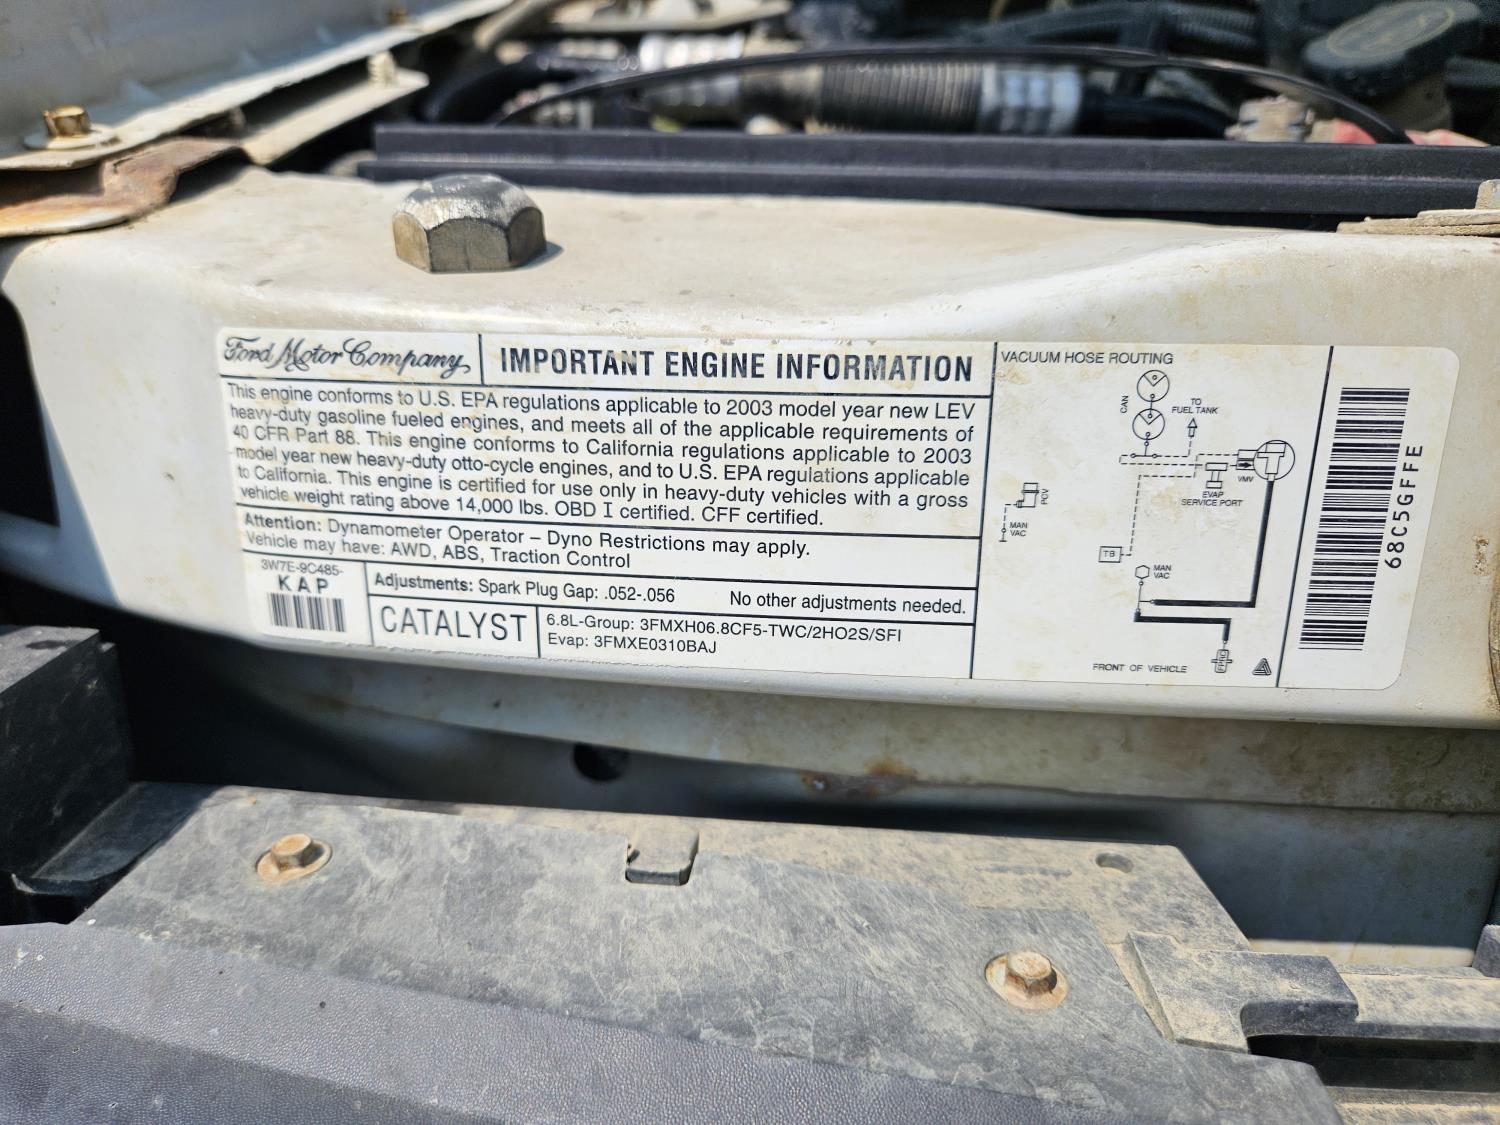 Ford Motor Company,
IMPORTANT ENGINE INFORMATION
This engine conforms to U.S. EPA regulations applicable to 2003 model year new LEV
heavy-duty gasoline fueled engines, and meets all of the applicable requirements of
40 CFR Part 88. This engine conforms to California regulations applicable to 2003
model year new heavy-duty otto-cycle engines, and to U.S. EPA regulations applicable
to California. This engine is certified for use only in heavy-duty vehicles with a gross
vehicle weight rating above 14,000 lbs. OBD I certified. CFF certified.
Attention: Dynamometer Operator – Dyno Restrictions may apply.
Vehicle may have: AWD, ABS, Traction Control
3W7E-9C485-
KAP
Adjustments: Spark Plug Gap: .052-.056 No other adjustments needed.
CATALYST
6.8L-Group: 3FMXH06.8CF5-TWC/2HO2S/SFI
Evap: 3FMXE0310BAJ
VACUUM HOSE ROUTING
CAN
TO
FUEL TANK
VMV
EVAP
SERVICE PORT
PCV
MAN
VAC
TB
MAN
VAC
FPRG
FRONT OF VEHICLE
68C5GFFE